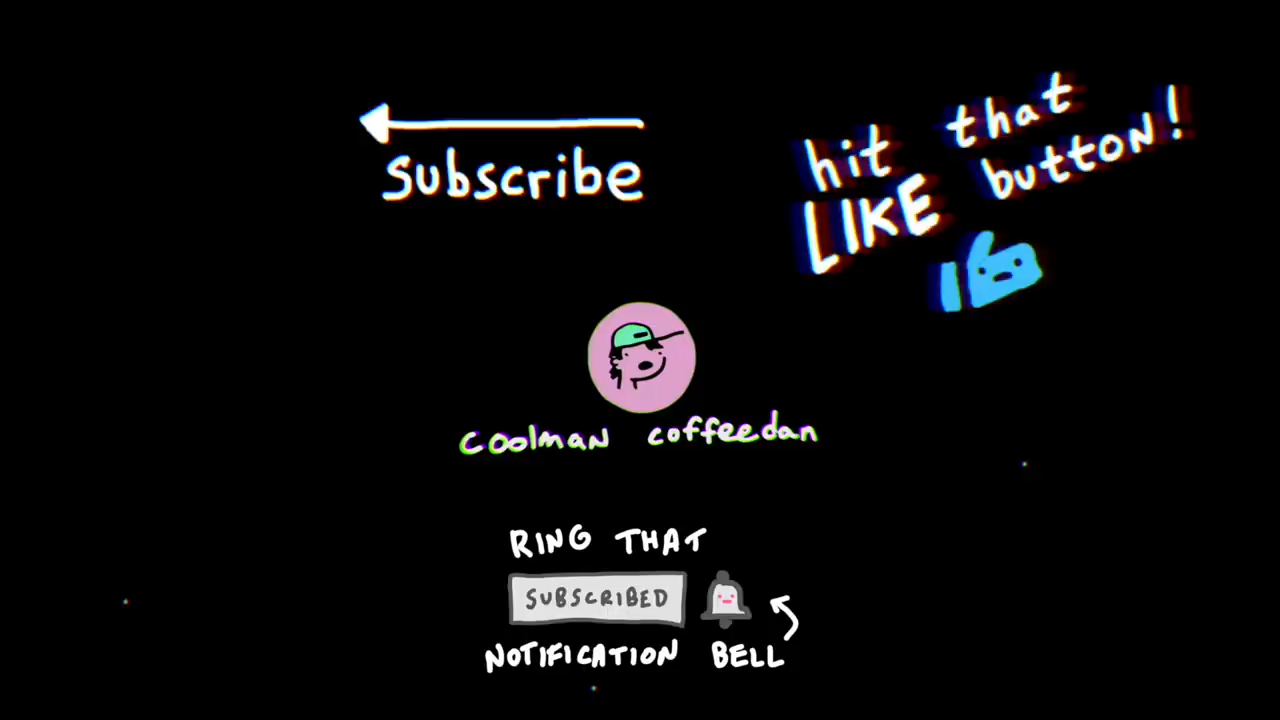 Subscribe
hit that
LIKE button!
coolman coffeedan
RING THAT
SUBSCRIBED
NOTIFICATION BELL